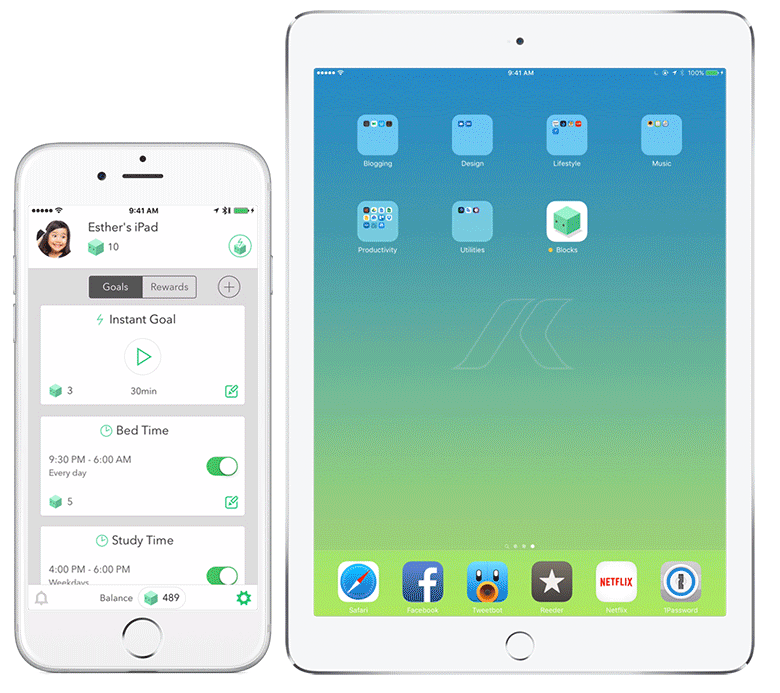 9:41 AM
Esther's iPad
10
Goals Rewards
Instant Goal
3 30min
Bed Time
9:30 PM - 6:00 AM
Every day
5
Study Time
4:00 PM - 6:00 PM
Weekdays
Balance 489
9:41 AM 100%
Blogging Design Lifestyle Music
Productivity Utilities Blocks
NETFLIX
Safari Facebook Tweetbot Reeder Netflix 1Password